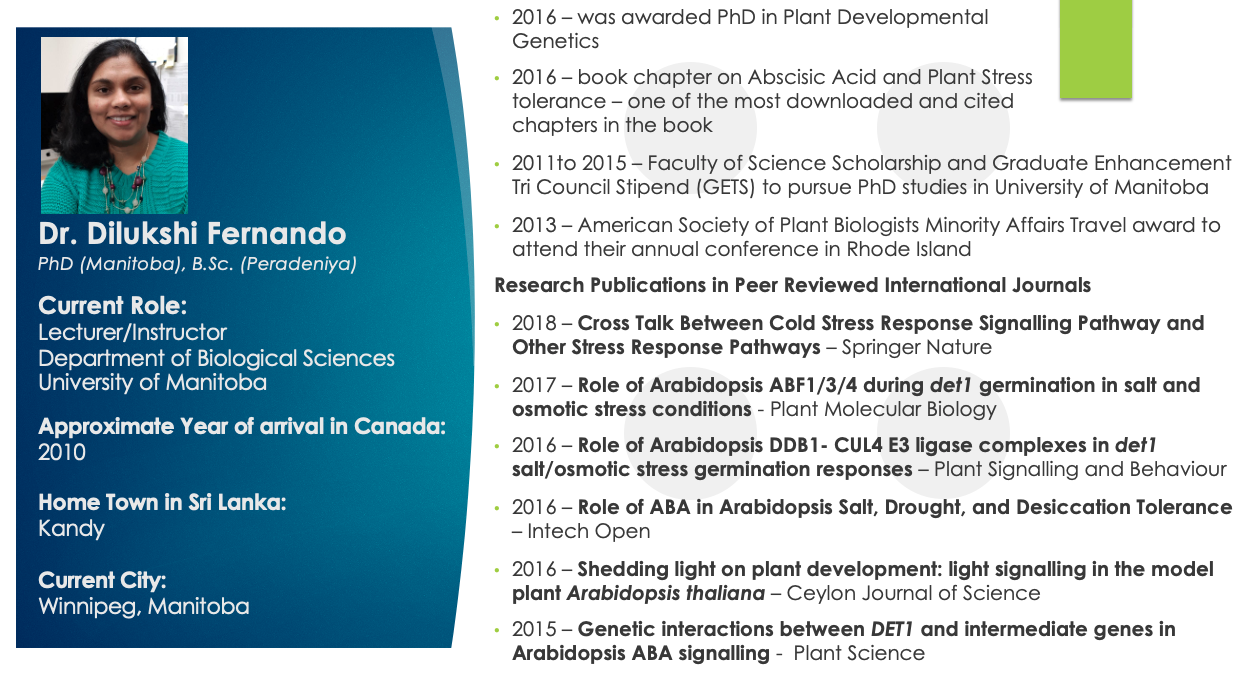 Dr. Dilukshi Fernando
PhD (Manitoba), B.Sc. (Peradeniya)
Current Role:
Lecturer/Instructor
Department of Biological Sciences
University of Manitoba
Approximate Year of arrival in Canada:
2010
Home Town in Sri Lanka:
Kandy
Current City:
Winnipeg, Manitoba
• 2016 – was awarded PhD in Plant Developmental
Genetics
• 2016 – book chapter on Abscisic Acid and Plant Stress
tolerance – one of the most downloaded and cited
chapters in the book
• 2011to 2015 – Faculty of Science Scholarship and Graduate Enhancement
Tri Council Stipend (GETS) to pursue PhD studies in University of Manitoba
• 2013 – American Society of Plant Biologists Minority Affairs Travel award to
attend their annual conference in Rhode Island
Research Publications in Peer Reviewed International Journals
• 2018 – Cross Talk Between Cold Stress Response Signalling Pathway and
Other Stress Response Pathways – Springer Nature
• 2017 – Role of Arabidopsis ABF1/3/4 during det1 germination in salt and
osmotic stress conditions - Plant Molecular Biology
• 2016 – Role of Arabidopsis DDB1- CUL4 E3 ligase complexes in det1
salt/osmotic stress germination responses – Plant Signalling and Behaviour
• 2016 – Role of ABA in Arabidopsis Salt, Drought, and Desiccation Tolerance
– Intech Open
• 2016 – Shedding light on plant development: light signalling in the model
plant Arabidopsis thaliana – Ceylon Journal of Science
• 2015 – Genetic interactions between DET1 and intermediate genes in
Arabidopsis ABA signalling - Plant Science